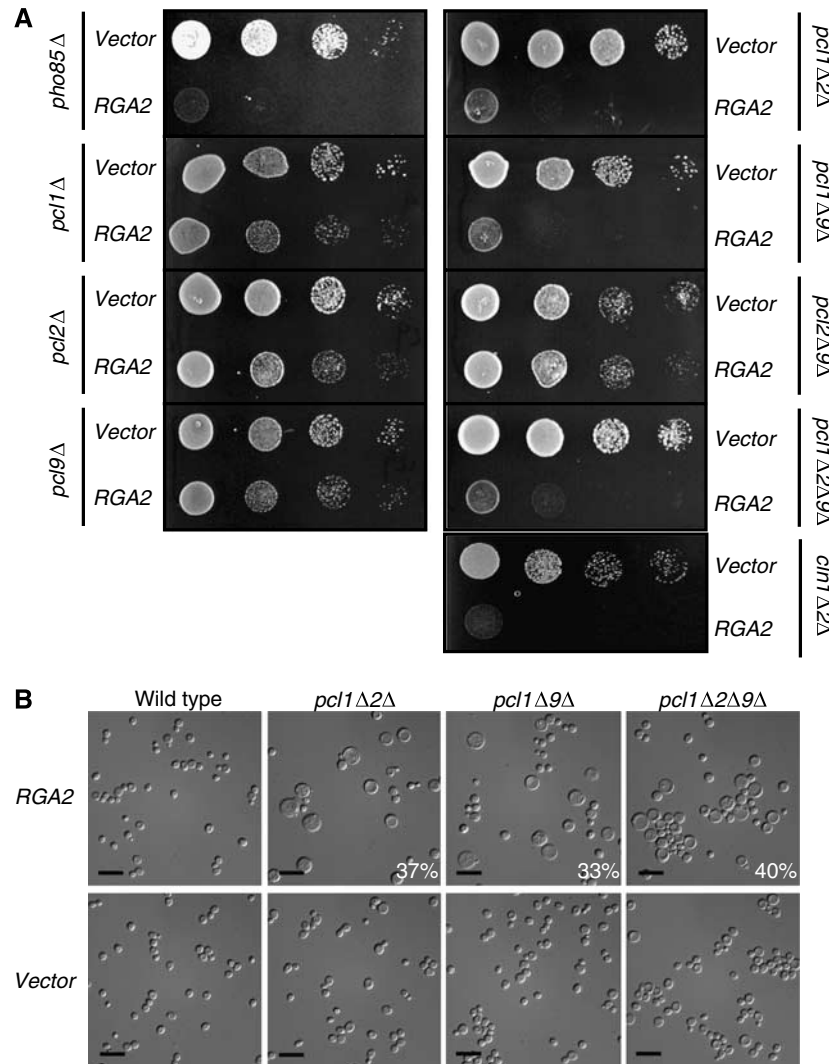 A
pho85Δ
Vector
RGA2
pcl1Δ
Vector
RGA2
pcl2Δ
Vector
RGA2
pcl9Δ
Vector
RGA2
Vector
RGA2
pcl1Δ2Δ
Vector
RGA2
pcl1Δ9Δ
Vector
RGA2
pcl2Δ9Δ
Vector
RGA2
pcl1Δ2Δ9Δ
Vector
RGA2
cln1Δ2Δ
B
Wild type pcl1Δ2Δ pcl1Δ9Δ pcl1Δ2Δ9Δ
RGA2
37% 33% 40%
Vector